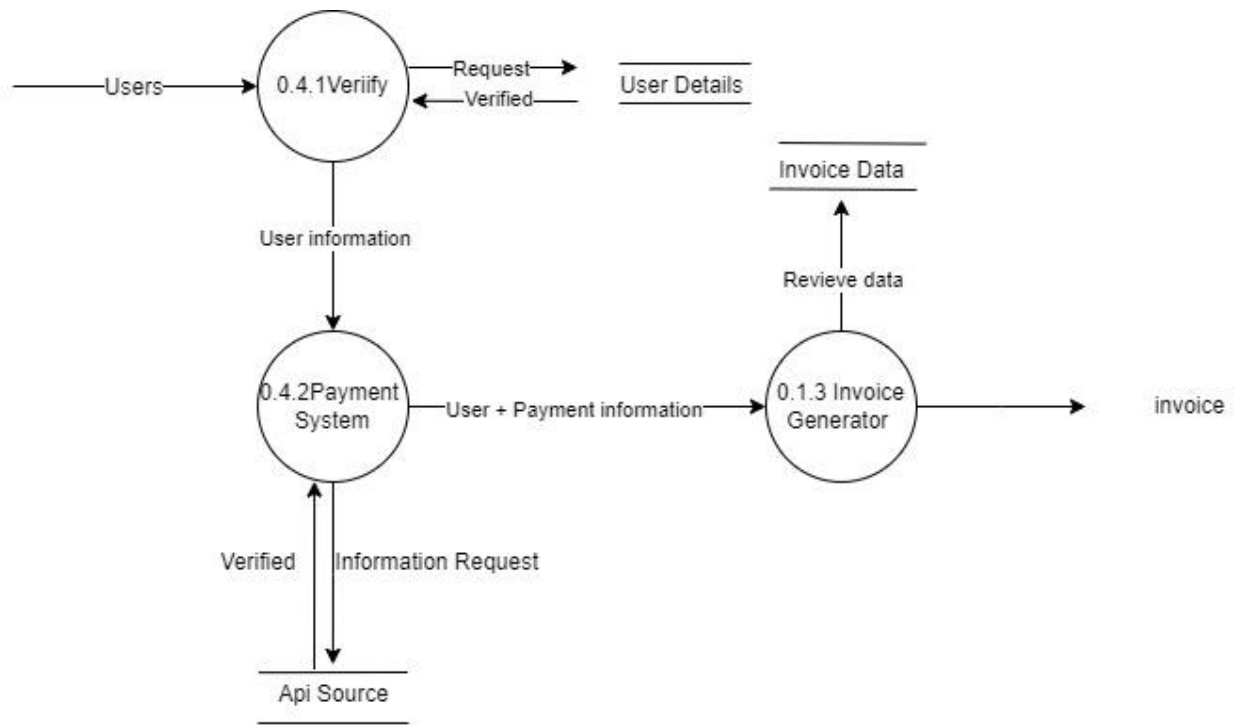 Users
0.4.1Veriify
Request
Verified
User Details
Invoice Data
User information
Revieve data
0.4.2Payment
System
User + Payment information
0.1.3 Invoice
Generator
invoice
Verified
Information Request
Api Source